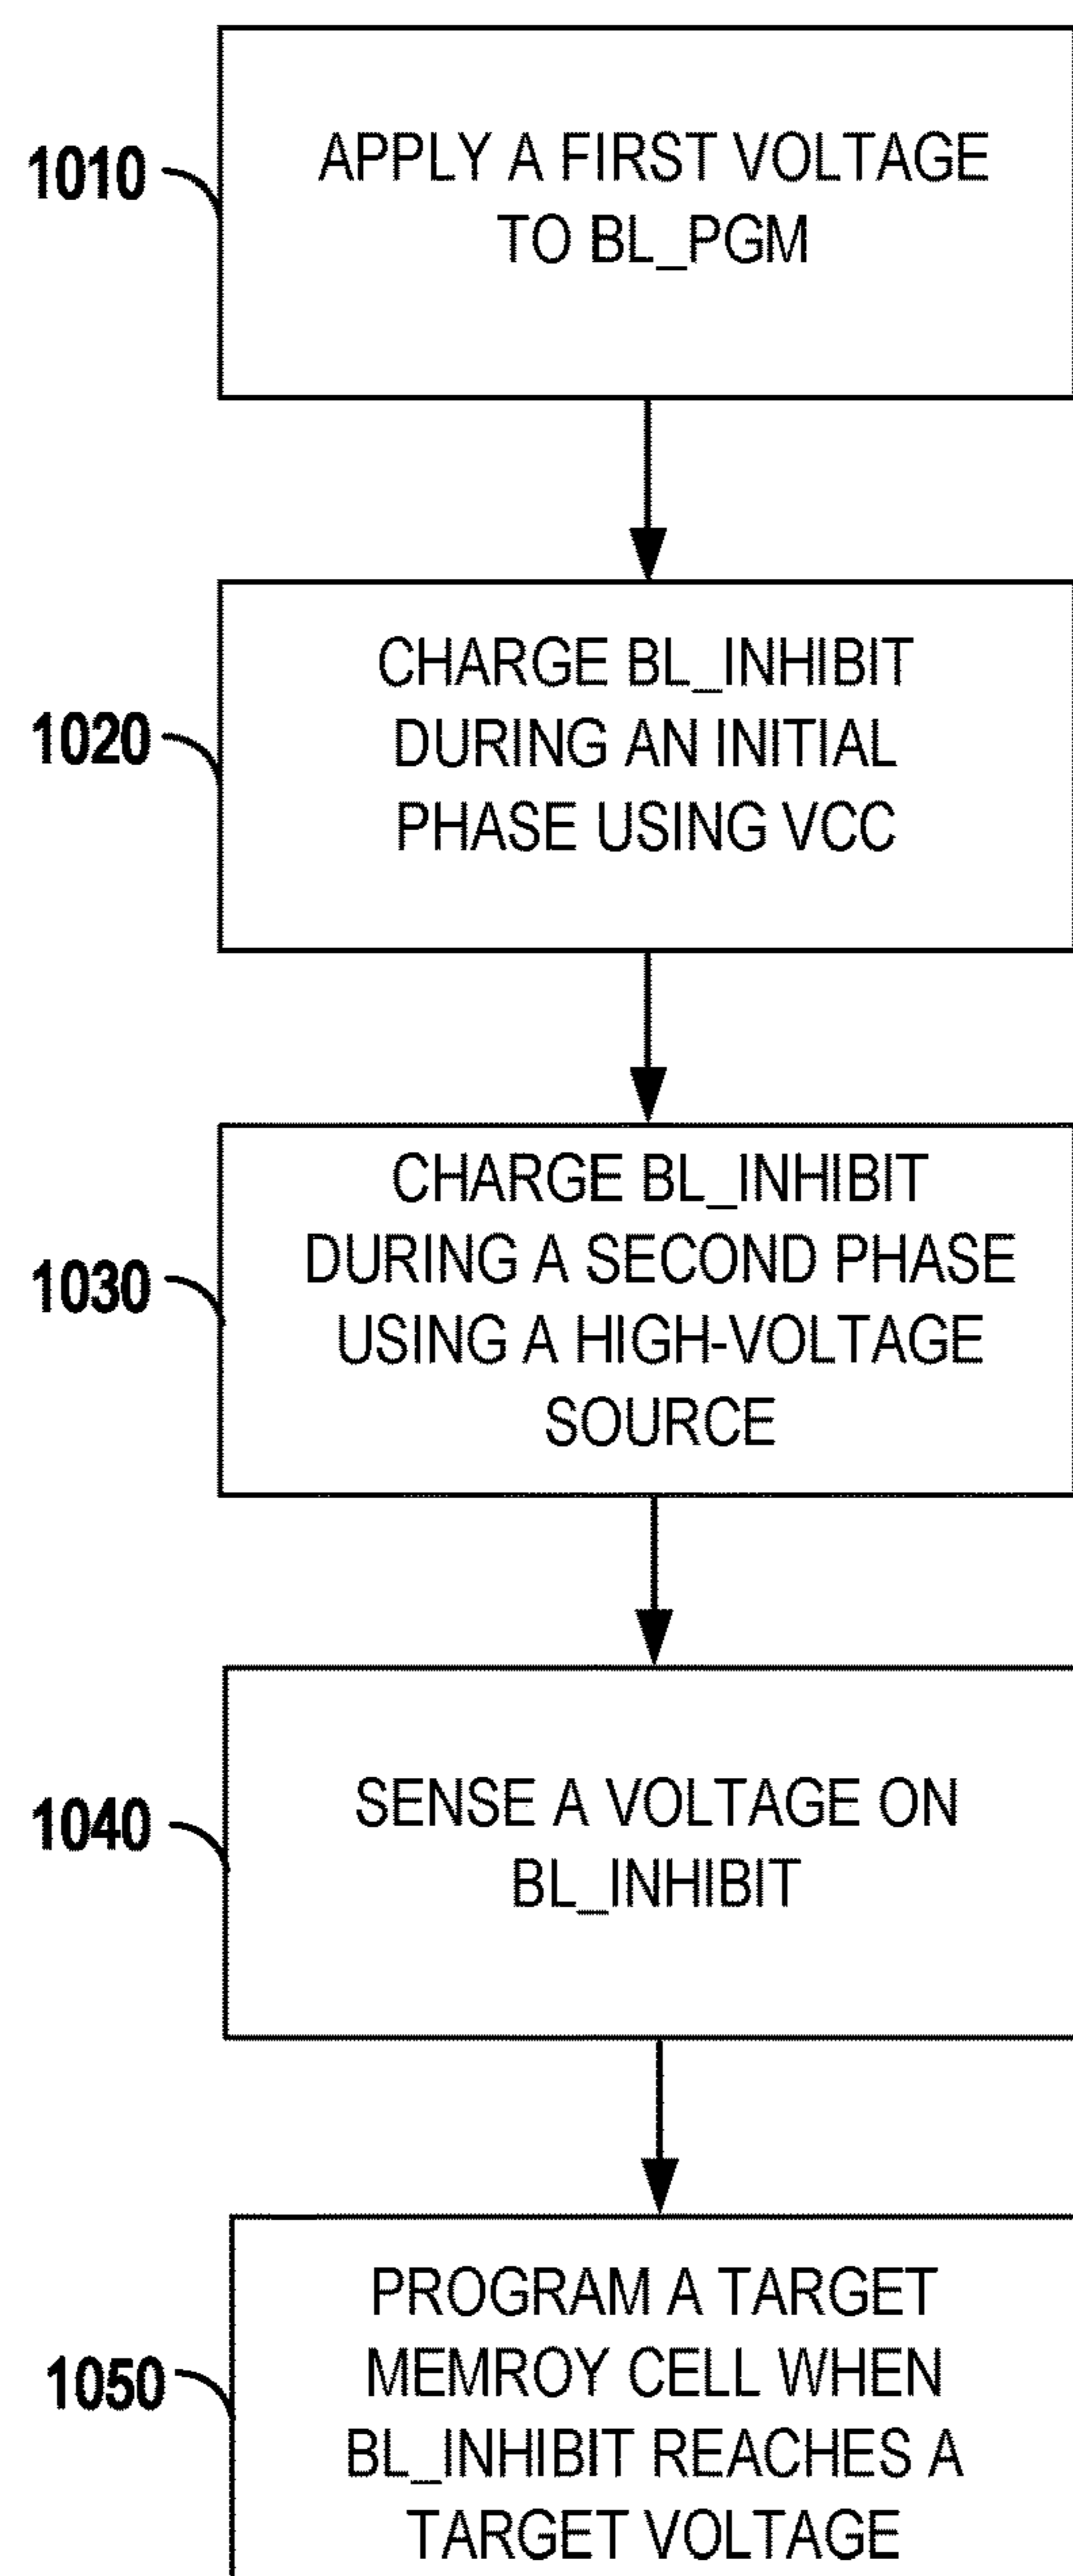 1010
APPLY A FIRST VOLTAGE
TO BL_PGM
1020
CHARGE BL_INHIBIT
DURING AN INITIAL
PHASE USING VCC
1030
CHARGE BL_INHIBIT
DURING A SECOND PHASE
USING A HIGH-VOLTAGE
SOURCE
1040
SENSE A VOLTAGE ON
BL_INHIBIT
1050
PROGRAM A TARGET
MEMROY CELL WHEN
BL_INHIBIT REACHES A
TARGET VOLTAGE